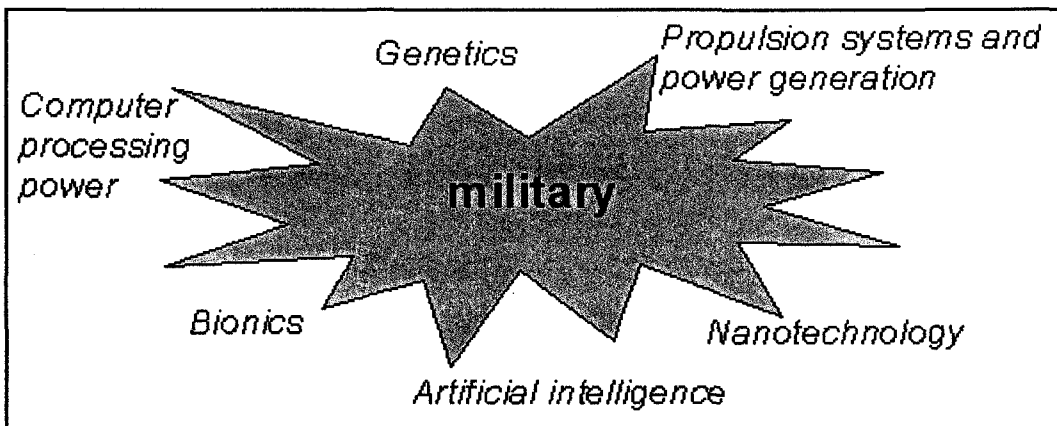 Genetics
Propulsion systems and
power generation
Computer
processing
power
military
Bionics
Nanotechnology
Artificial intelligence